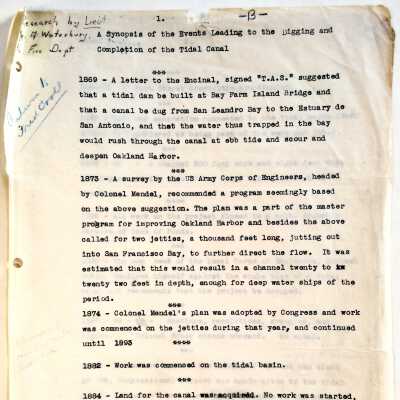 Research by Lieut
Waterbury,
Fire Dept
1.
-B-
A Synopsis of the Events Leading to the Digging and
Completion of the Tidal Canal
****
1869 - A letter to the Encinal, signed "T.A.S." suggested
that a tidal dam be built at Bay Farm Island Bridge and
that a canal be dug from San Leandro Bay to the Estuary de
San Antonio, and that the water thus trapped in the bay
would rush through the canal at ebb tide and scour and
deepen Oakland Harbor.
****
1873 - A survey by the US Army Corps of Engineers, headed
by Colonel Mendel, recommended a program seemingly based
on the above suggestion. The plan was a part of the master
program for improving Oakland Harbor and besides the above
called for two jetties, a thousand feet long, jutting out
into San Francisco Bay, to further direct the flow. It was
estimated that this would result in a channel twenty to
twenty two feet in depth, enough for deep water ships of the
period.
****
1874 - Colonel Mendel's plan was adopted by Congress and work
was commenced on the jetties during that year, and continued
until 1893
****
1882 - Work was commenced on the tidal basin.
****
1884 - Land for the canal was acquired. No work was started,